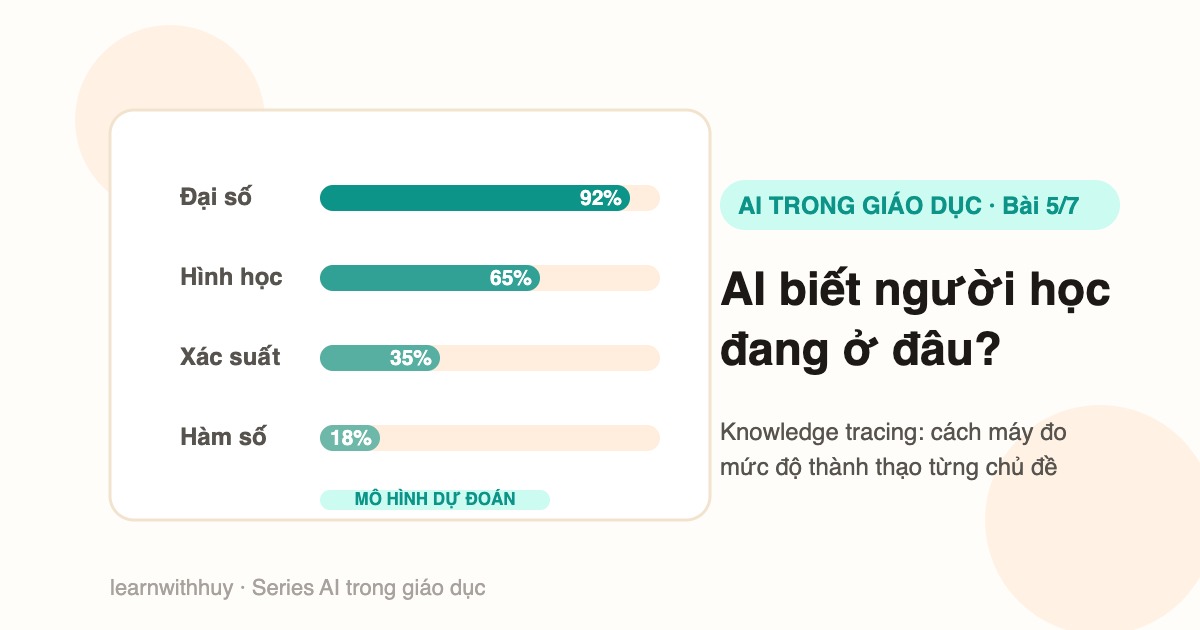 Đại số 92%
Hình học 65%
Xác suất 35%
Hàm số 18%
MÔ HÌNH DỰ ĐOÁN
AI TRONG GIÁO DỤC · Bài 5/7
AI biết người học
đang ở đâu?
Knowledge tracing: cách máy đo
mức độ thành thạo từng chủ đề
learnwithhuy · Series AI trong giáo dục